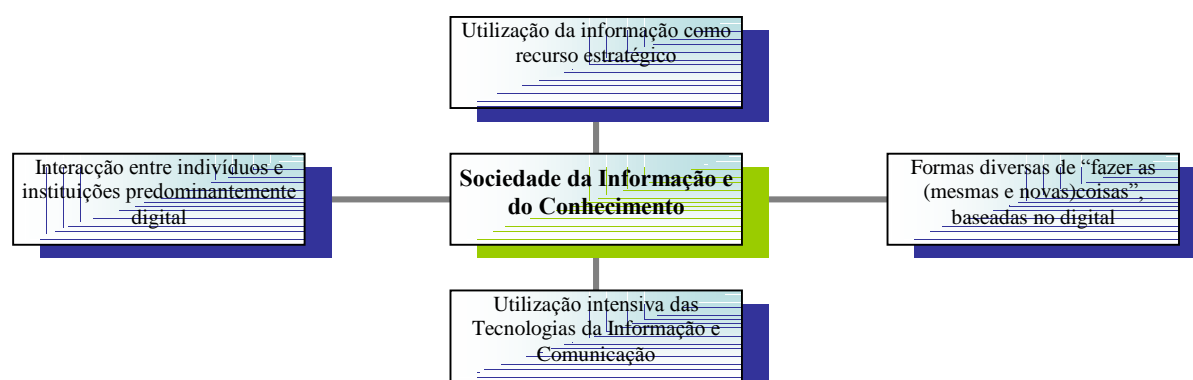 Utilização da informação como
recurso estratégico
Interacção entre indivíduos e
instituições predominantemente
digital
Sociedade da Informação e
do Conhecimento
Formas diversas de “fazer as
(mesmas e novas)coisas”,
baseadas no digital
Utilização intensiva das
Tecnologias da Informação e
Comunicação